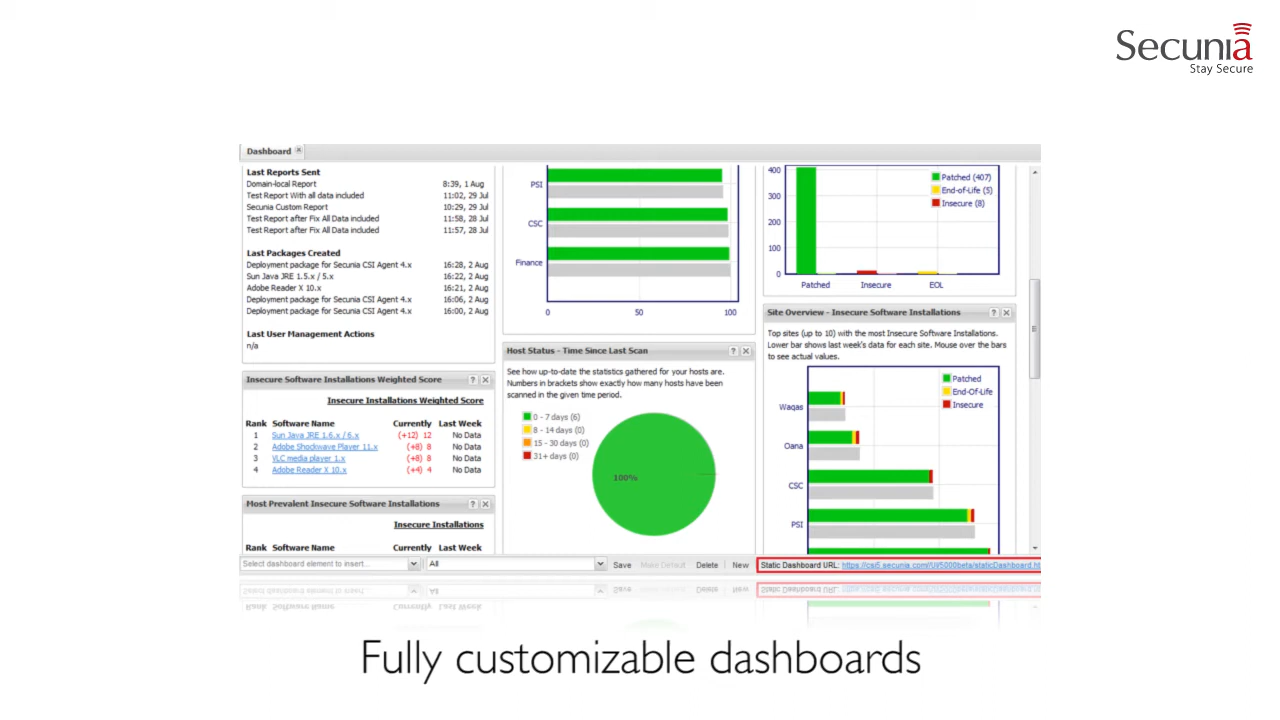 Secunia
Stay Secure
Dashboard
Last Reports Sent
Domain-local Report 8:39, 1 Aug
Test Report With all data included 11:02, 29 Jul
Secunia Custom Report 10:29, 29 Jul
Test Report after Fix All Data included 11:58, 28 Jul
Test Report after Fix All Data included 11:57, 28 Jul
Last Packages Created
Deployment package for Secunia CSI Agent 4.x 16:28, 2 Aug
Sun Java JRE 1.5.x / 5.x 16:22, 2 Aug
Adobe Reader X 10.x 16:21, 2 Aug
Deployment package for Secunia CSI Agent 4.x 16:06, 2 Aug
Deployment package for Secunia CSI Agent 4.x 16:00, 2 Aug
Last User Management Actions
n/a
Insecure Software Installations Weighted Score ?
Insecure Installations Weighted Score
Rank Software Name Currently Last Week
1 Sun Java JRE 1.6.x / 6.x (+12) 12 No Data
2 Adobe Shockwave Player 11.x (+8) 8 No Data
3 VLC media player 1.x (+8) 8 No Data
4 Adobe Reader X 10.x (+4) 4 No Data
Most Prevalent Insecure Software Installations ?
Insecure Installations
Rank Software Name Currently Last Week
PSI
CSC
Finance
0 50 100
Host Status - Time Since Last Scan ?
See how up-to-date the statistics gathered for your hosts are.
Numbers in brackets show exactly how many hosts have been
scanned in the given time period.
0 - 7 days (6)
8 - 14 days (0)
15 - 30 days (0)
31+ days (0)
100%
400
300
200
100
0
Patched (407)
End-of-Life (5)
Insecure (8)
Patched Insecure EOL
Site Overview - Insecure Software Installations ?
Top sites (up to 10) with the most Insecure Software Installations.
Lower bar shows last week's data for each site. Mouse over the bars
to see actual values.
Patched
End-Of-Life
Insecure
Waqas
Oana
CSC
PSI
Select dashboard element to insert... All Save Make Default Delete New Static Dashboard URL: https://csi5.secunia.com/UI/5000beta/staticDashboard.ht
Fully customizable dashboards